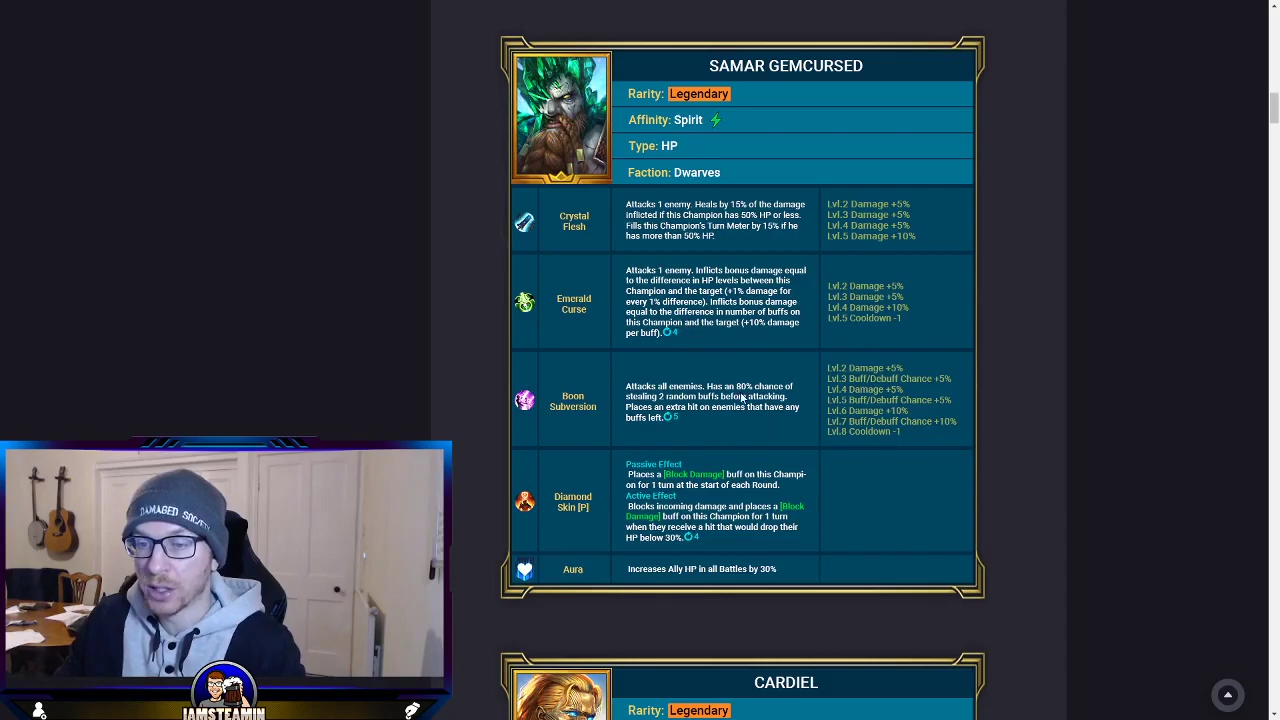 SAMAR GEMCURSED
Rarity: Legendary
Affinity: Spirit
Type: HP
Faction: Dwarves
Crystal
Flesh
Attacks 1 enemy. Heals by 15% of the damage
inflicted if this Champion has 50% HP or less.
Fills this Champion's Turn Meter by 15% if he
has more than 50% HP.
Lvl.2 Damage +5%
Lvl.3 Damage +5%
Lvl.4 Damage +5%
Lvl.5 Damage +10%
Emerald
Curse
Attacks 1 enemy. Inflicts bonus damage equal
to the difference in HP levels between this
Champion and the target (+1% damage for
every 1% difference). Inflicts bonus damage
equal to the difference in number of buffs on
this Champion and the target (+10% damage
per buff). 4
Lvl.2 Damage +5%
Lvl.3 Damage +5%
Lvl.4 Damage +10%
Lvl.5 Cooldown -1
Boon
Subversion
Attacks all enemies. Has an 80% chance of
stealing 2 random buffs before attacking.
Places an extra hit on enemies that have any
buffs left. 5
Lvl.2 Damage +5%
Lvl.3 Buff/Debuff Chance +5%
Lvl.4 Damage +5%
Lvl.5 Buff/Debuff Chance +5%
Lvl.6 Damage +10%
Lvl.7 Buff/Debuff Chance +10%
Lvl.8 Cooldown -1
Diamond
Skin [P]
Passive Effect
Places a [Block Damage] buff on this Champi-
on for 1 turn at the start of each Round.
Active Effect
Blocks incoming damage and places a [Block
Damage] buff on this Champion for 1 turn
when they receive a hit that would drop their
HP below 30%. 4
Aura
Increases Ally HP in all Battles by 30%
CARDIEL
Rarity: Legendary
DAMAGED SOCIETY
IAMSTEAMIN